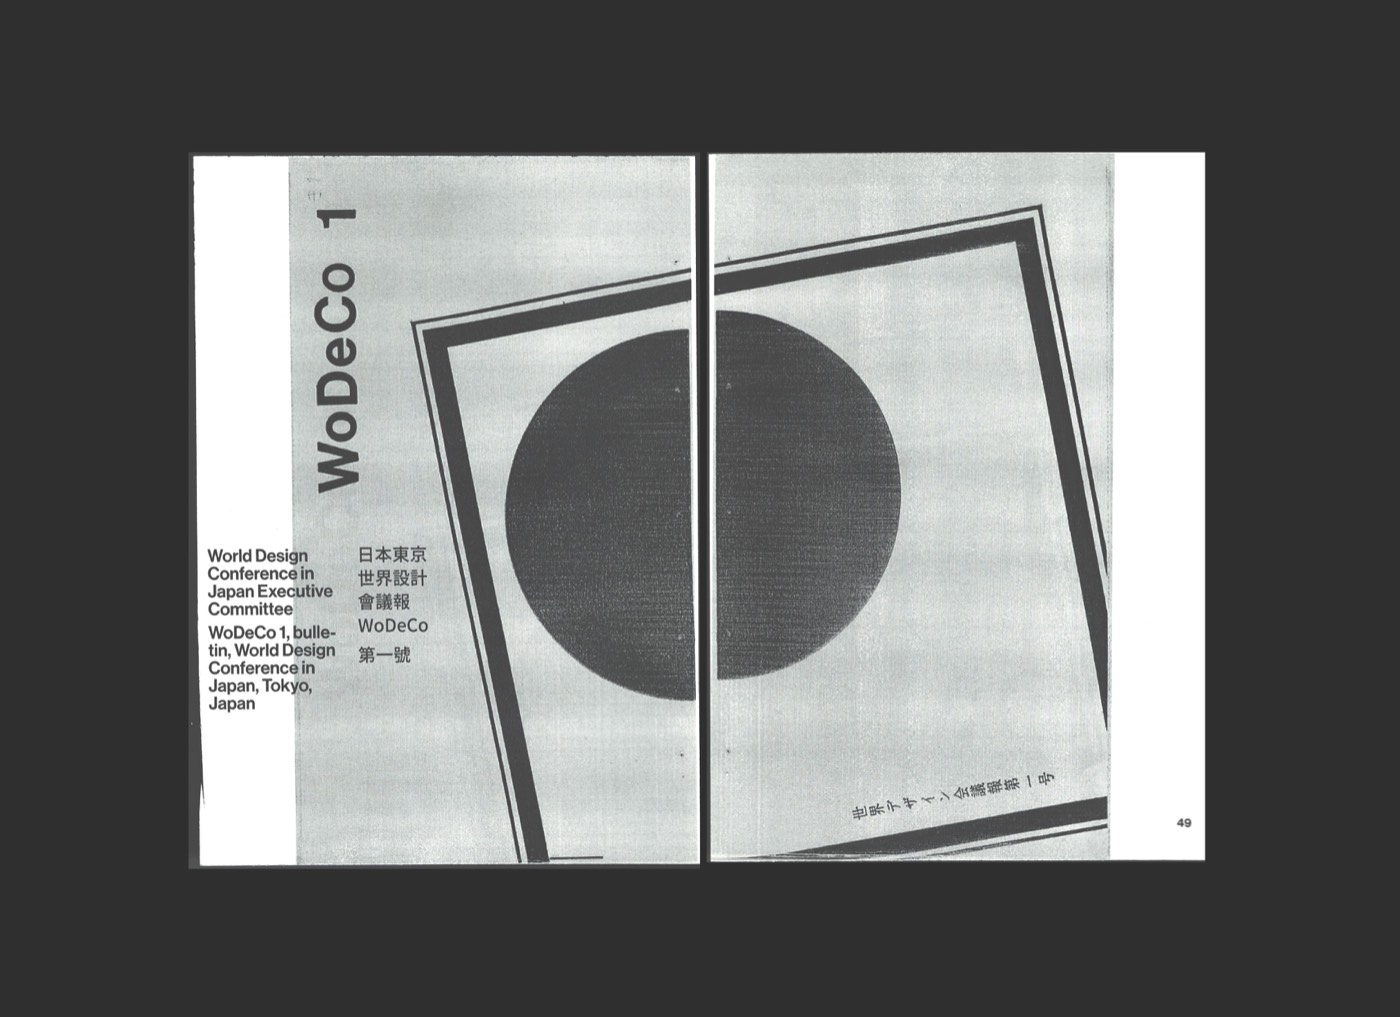 WoDeCo 1
World Design
Conference in
Japan Executive
Committee
WoDeCo 1, bulle-
tin, World Design
Conference in
Japan, Tokyo,
Japan
日本東京
世界設計
會議報
WoDeCo
第一號
世界デザイン会議報第一号
49